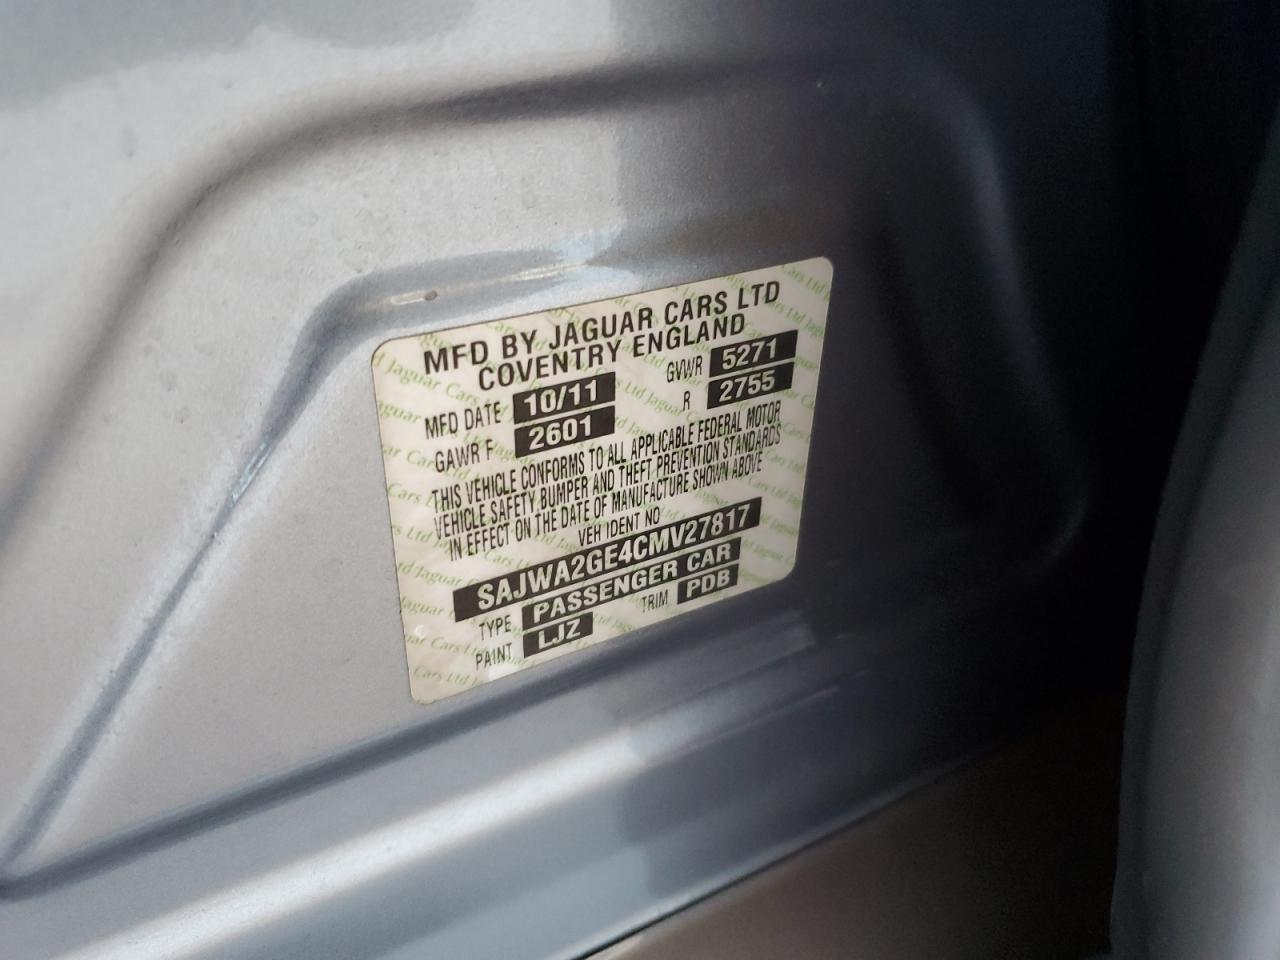 MFD BY JAGUAR CARS LTD
COVENTRY ENGLAND
MFD DATE 10/11 GVWR 5271
GAWR F 2601 R 2755
THIS VEHICLE CONFORMS TO ALL APPLICABLE FEDERAL MOTOR
VEHICLE SAFETY BUMPER AND THEFT PREVENTION STANDARDS
IN EFFECT ON THE DATE OF MANUFACTURE SHOWN ABOVE
VEH IDENT NO
SAJWA2GE4CMV27817
TYPE PASSENGER CAR
PAINT LJZ TRIM PDB